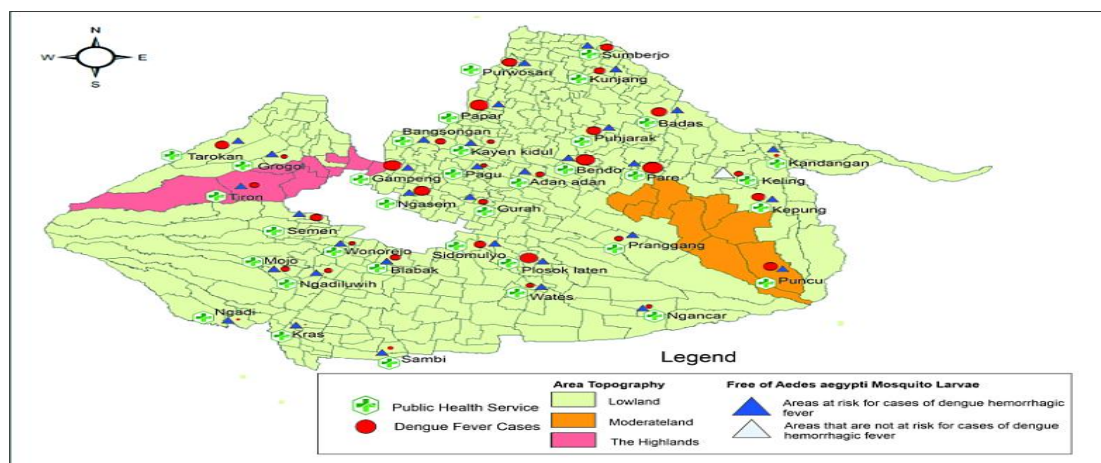 N
W E
S
Sumberjo
Purwosari
Kunjang
Papar
Badas
Bangsongan
Puhjarak
Kayen kidul
Tarokan
Grogol
Kandangan
Gampeng
Pagu
Adan adan
Bendo
Pare
Keling
Tiron
Ngasem
Gurah
Kepung
Semen
Wonorejo
Sidomulyo
Pranggang
Mojo
Blabak
Plosok laten
Puncu
Ngadiluwih
Wates
Ngadi
Ngancar
Kras
Sambi
Legend
Public Health Service
Dengue Fever Cases
Area Topography
Lowland
Moderateland
The Highlands
Free of Aedes aegypti Mosquito Larvae
Areas at risk for cases of dengue hemorrhagic
fever
Areas that are not at risk for cases of dengue
hemorrhagic fever